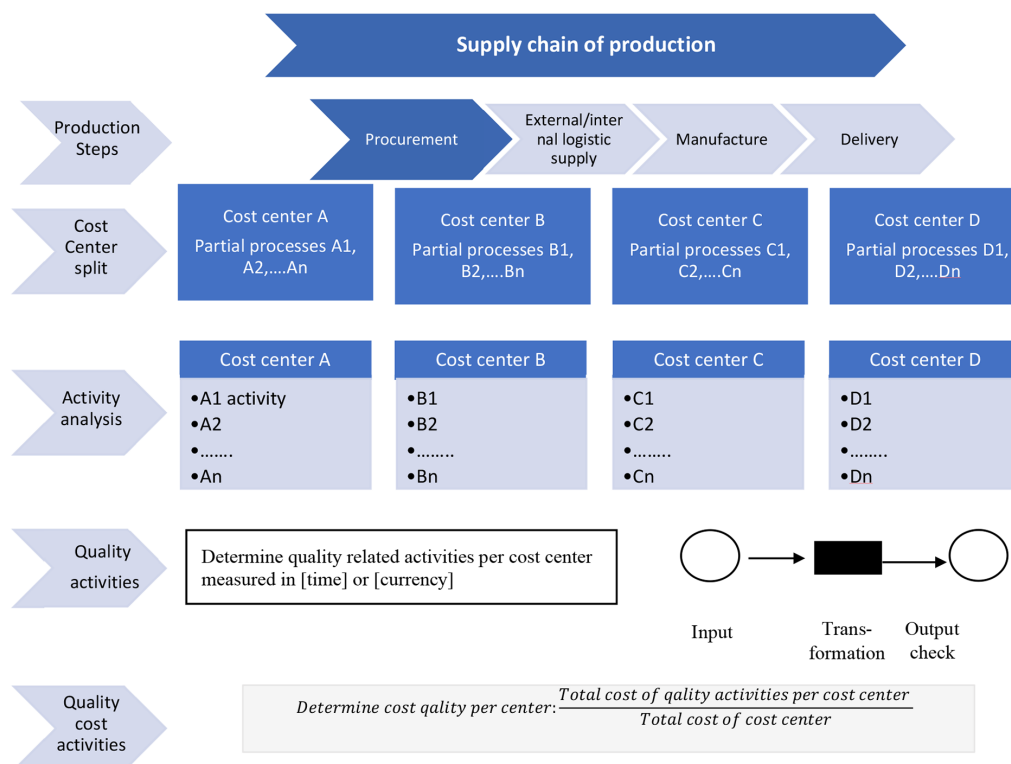 Supply chain of production
Production
Steps
Procurement
External/inter
nal logistic
supply
Manufacture
Delivery
Cost
Center
split
Cost center A
Partial processes A1,
A2,....An
Cost center B
Partial processes B1,
B2,....Bn
Cost center C
Partial processes C1,
C2,....Cn
Cost center D
Partial processes D1,
D2,....Dn
Activity
analysis
Cost center A
•A1 activity
•A2
•…….
•An
Cost center B
•B1
•B2
•……..
•Bn
Cost center C
•C1
•C2
•……..
•Cn
Cost center D
•D1
•D2
•……..
•Dn
Quality
activities
Determine quality related activities per cost center
measured in [time] or [currency]
Input
Trans-
formation
Output
check
Quality
cost
activities
Determine cost qality per center:
Total cost of qality activities per cost center
Total cost of cost center